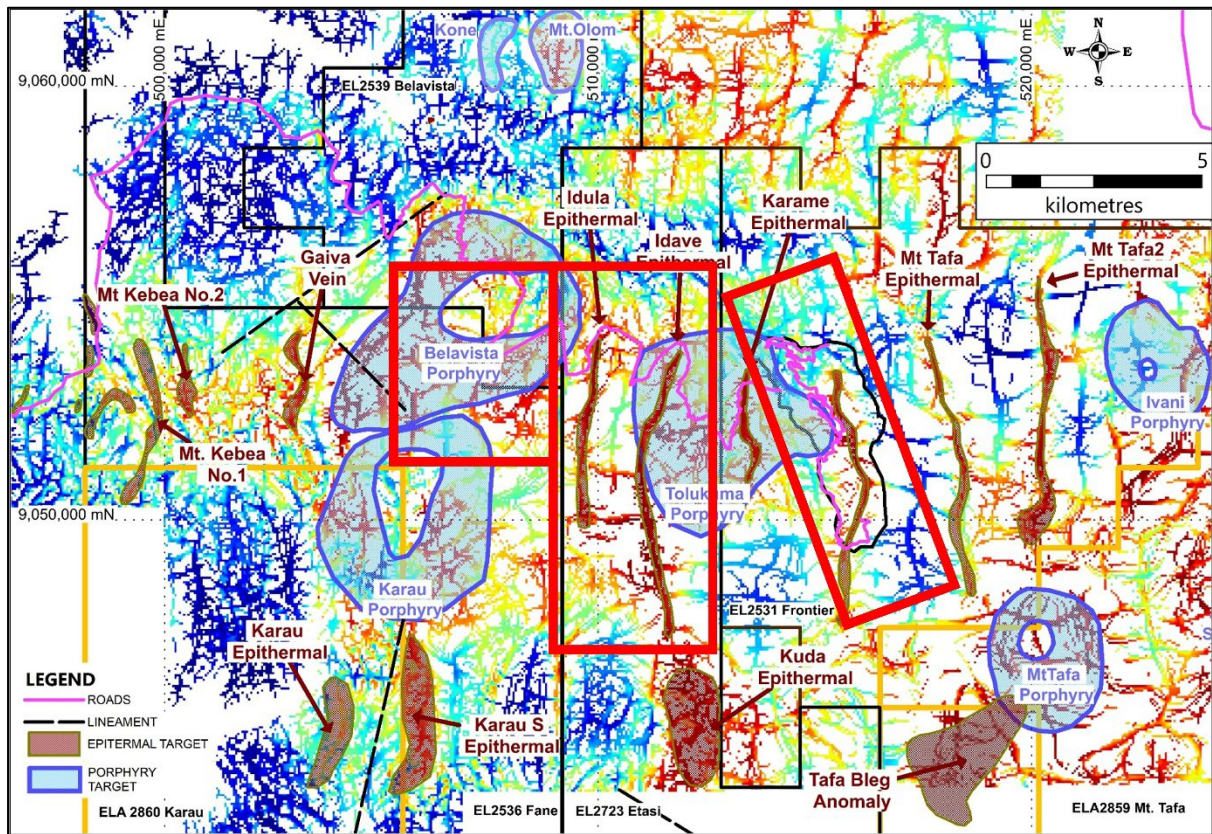 Kone
Mt.Olom
N
W
E
S
500,000 mE
510,000 mE
520,000 mE
9,060,000 mN.
EL2539 Belavista
0
5
kilometres
Idula
Epithermal
Karame
Epithermal
Idave
Epithermal
Gaiva
Vein
Mt Kebea No.2
Mt Tafa
Epithermal
Mt Tafa2
Epithermal
Belavista
Porphyry
Ivani
Porphyry
Mt. Kebea
No.1
Tolukuma
Porphyry
9,050,000 mN.
Karau
Porphyry
EL2531 Frontier
Karau
Epithermal
Kuda
Epithermal
MtTafa
Porphyry
S
LEGEND
ROADS
LINEAMENT
EPITERMAL TARGET
PORPHYRY
TARGET
Karau S
Epithermal
Tafa Bleg
Anomaly
ELA 2860 Karau
EL2536 Fane
EL2723 Etasi
ELA2859 Mt. Tafa